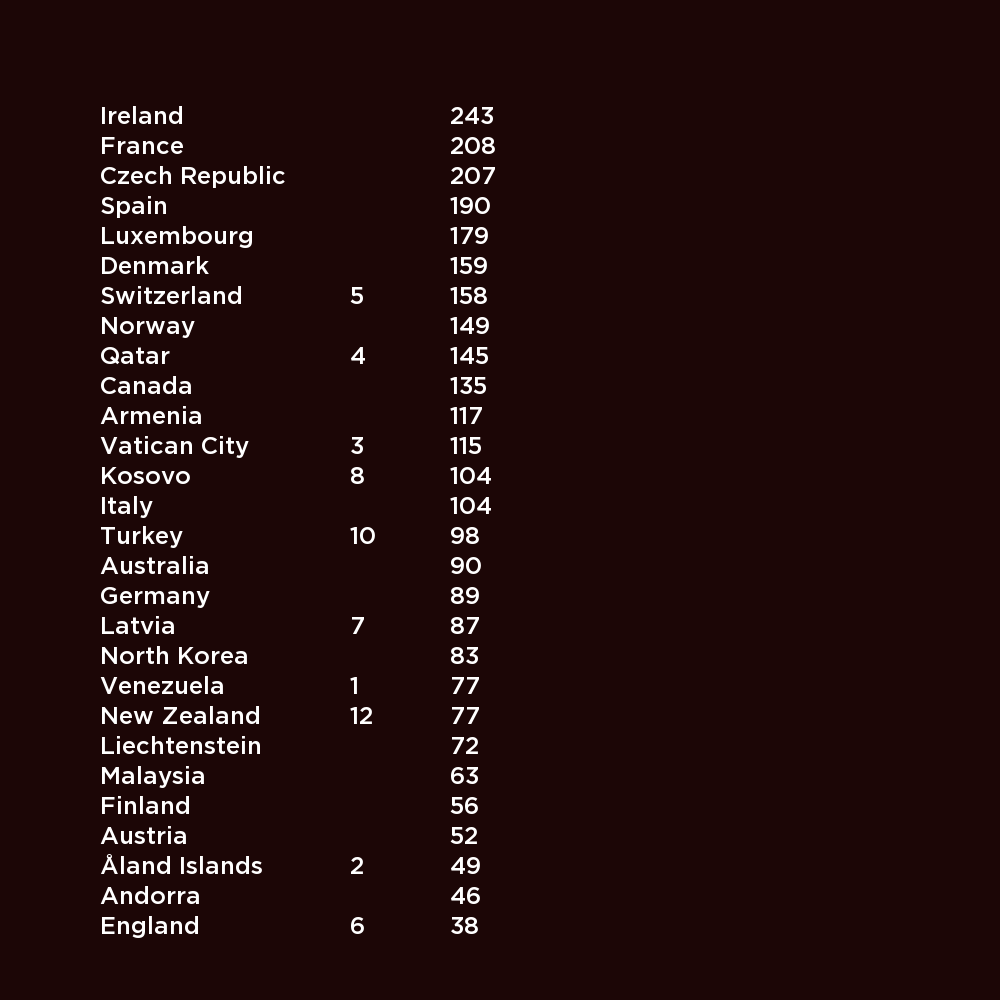 Ireland 243
France 208
Czech Republic 207
Spain 190
Luxembourg 179
Denmark 159
Switzerland 5 158
Norway 149
Qatar 4 145
Canada 135
Armenia 117
Vatican City 3 115
Kosovo 8 104
Italy 104
Turkey 10 98
Australia 90
Germany 89
Latvia 7 87
North Korea 83
Venezuela 1 77
New Zealand 12 77
Liechtenstein 72
Malaysia 63
Finland 56
Austria 52
Åland Islands 2 49
Andorra 46
England 6 38